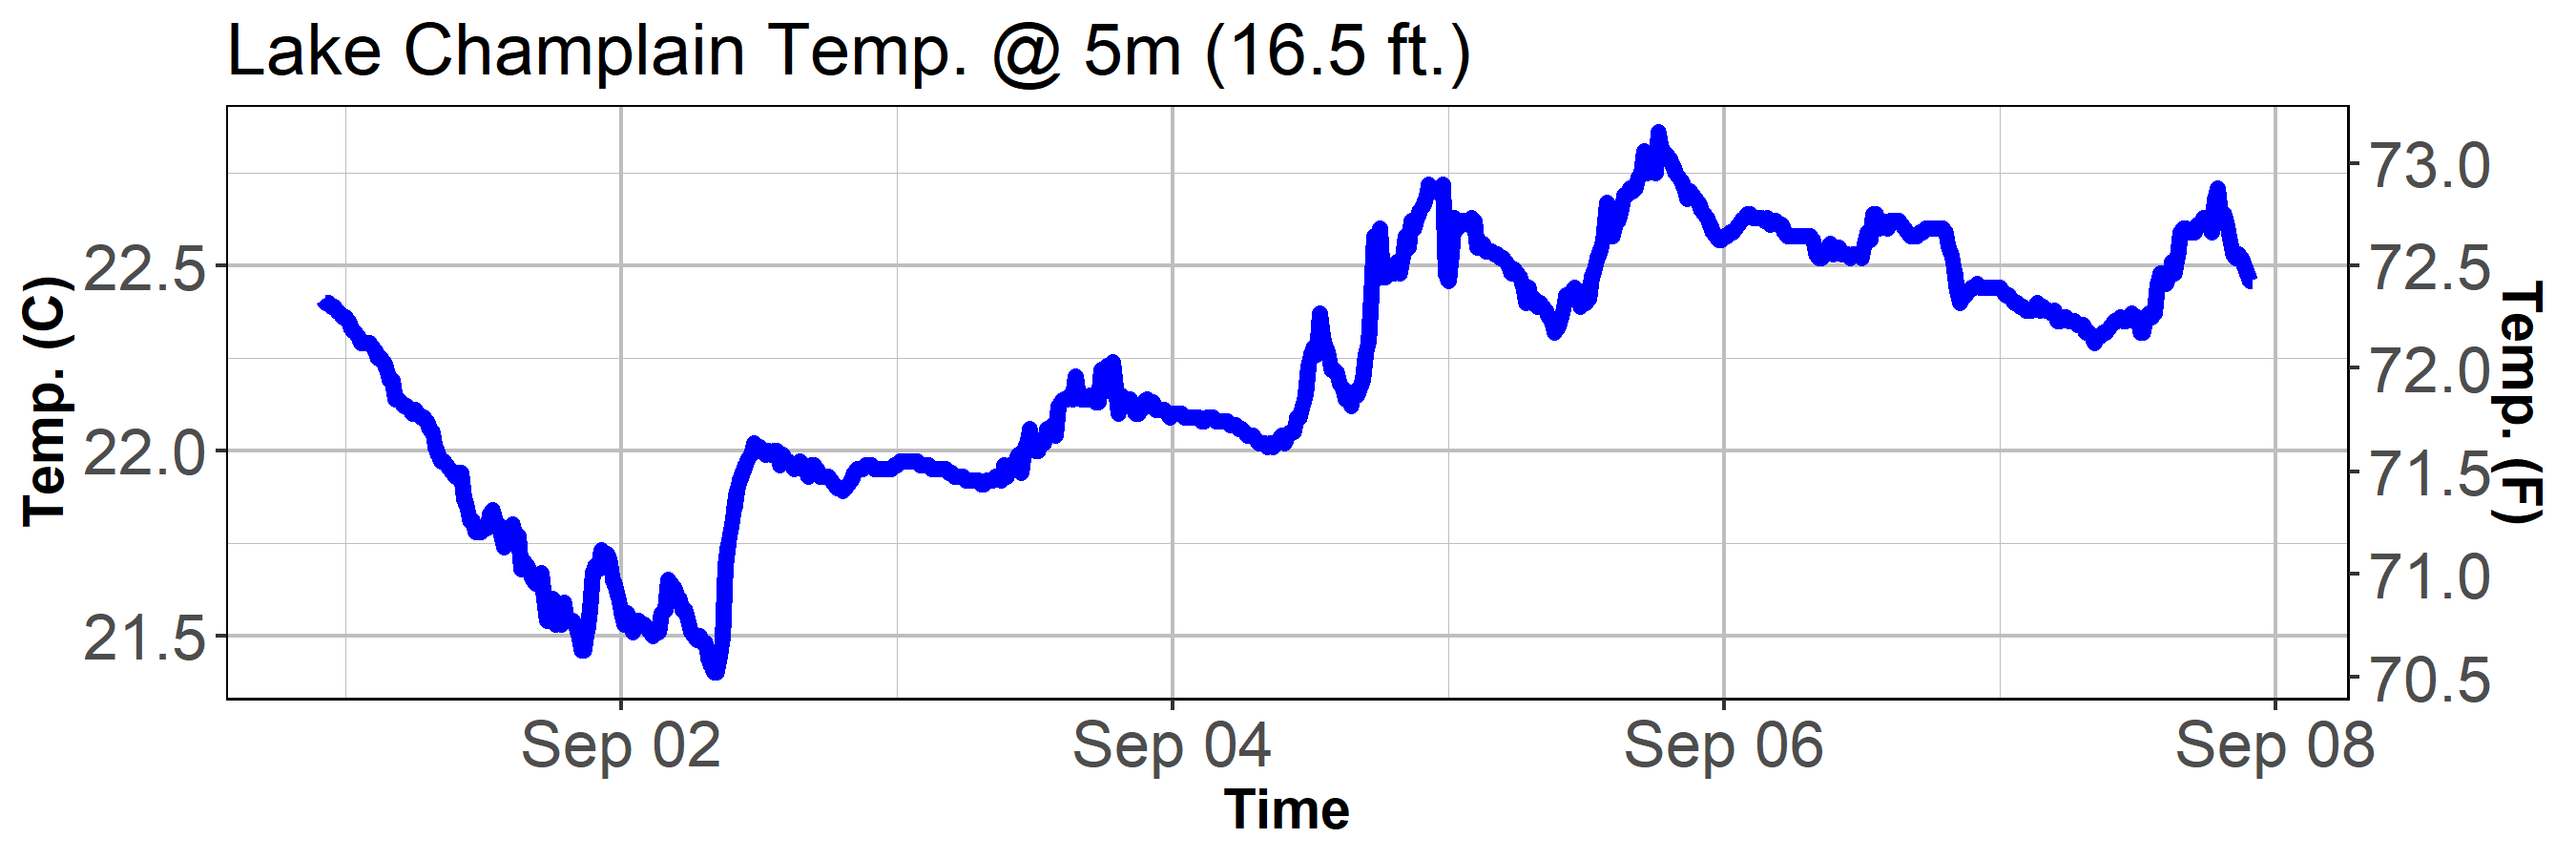 Lake Champlain Temp. @ 5m (16.5 ft.)
Temp. (C)
22.5
22.0
21.5
73.0
72.5
72.0
71.5
71.0
70.5
Temp. (F)
Sep 02
Sep 04
Sep 06
Sep 08
Time